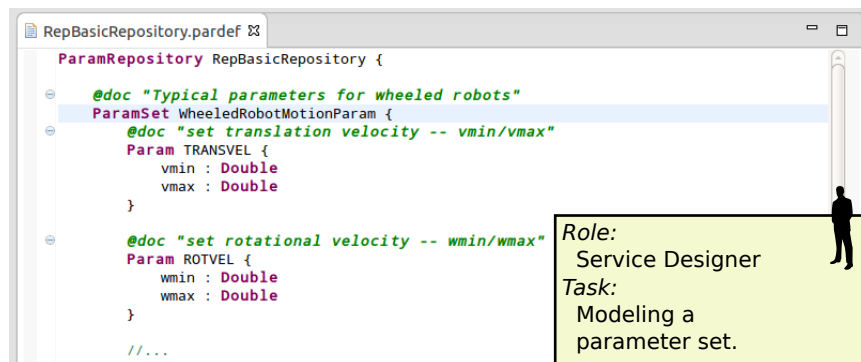 RepBasicRepository.pardef
ParamRepository RepBasicRepository {
@doc "Typical parameters for wheeled robots"
ParamSet WheeledRobotMotionParam {
@doc "set translation velocity -- vmin/vmax"
Param TRANSVEL {
vmin : Double
vmax : Double
}
@doc "set rotational velocity -- wmin/wmax"
Param ROTVEL {
wmin : Double
wmax : Double
}
//...
Role:
Service Designer
Task:
Modeling a
parameter set.